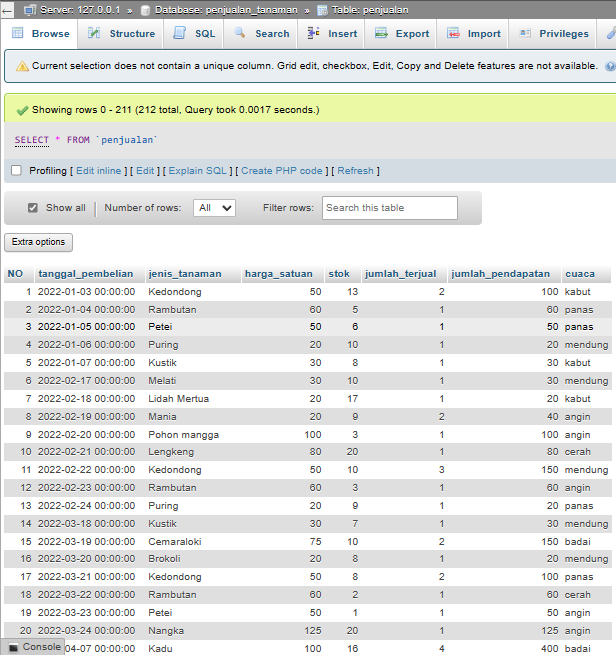 ← Server: 127.0.0.1 » Database: penjualan_tanaman » Table: penjualan
Browse Structure SQL Search Insert Export Import Privileges
Current selection does not contain a unique column. Grid edit, checkbox, Edit, Copy and Delete features are not available.
Showing rows 0 - 211 (212 total, Query took 0.0017 seconds.)
SELECT * FROM `penjualan`
Profiling [ Edit inline ] [ Edit ] [ Explain SQL ] [ Create PHP code ] [ Refresh ]
Show all | Number of rows: All Filter rows: Search this table
Extra options
NO tanggal_pembelian jenis_tanaman harga_satuan stok jumlah_terjual jumlah_pendapatan cuaca
1 2022-01-03 00:00:00 Kedondong 50 13 2 100 kabut
2 2022-01-04 00:00:00 Rambutan 60 5 1 60 panas
3 2022-01-05 00:00:00 Petei 50 6 1 50 panas
4 2022-01-06 00:00:00 Puring 20 10 1 20 mendung
5 2022-01-07 00:00:00 Kustik 30 8 1 30 kabut
6 2022-02-17 00:00:00 Melati 30 10 1 30 mendung
7 2022-02-18 00:00:00 Lidah Mertua 20 17 1 20 kabut
8 2022-02-19 00:00:00 Mania 20 9 2 40 angin
9 2022-02-20 00:00:00 Pohon mangga 100 3 1 100 angin
10 2022-02-21 00:00:00 Lengkeng 80 20 1 80 cerah
11 2022-02-22 00:00:00 Kedondong 50 10 3 150 mendung
12 2022-02-23 00:00:00 Rambutan 60 3 1 60 angin
13 2022-02-24 00:00:00 Puring 20 9 1 20 panas
14 2022-03-18 00:00:00 Kustik 30 7 1 30 mendung
15 2022-03-19 00:00:00 Cemaraloki 75 10 2 150 badai
16 2022-03-20 00:00:00 Brokoli 20 8 1 20 mendung
17 2022-03-21 00:00:00 Kedondong 50 8 2 100 panas
18 2022-03-22 00:00:00 Rambutan 60 2 1 60 cerah
19 2022-03-23 00:00:00 Petei 50 1 1 50 angin
20 2022-03-24 00:00:00 Nangka 125 20 1 125 angin
Console 04-07 00:00:00 Kadu 100 16 4 400 badai